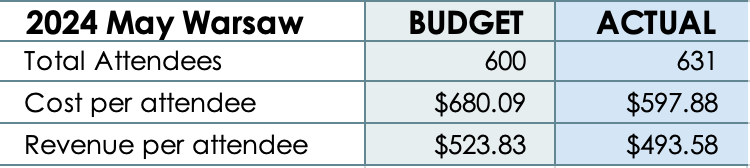 2024 May Warsaw BUDGET ACTUAL
Total Attendees 600 631
Cost per attendee $680.09 $597.88
Revenue per attendee $523.83 $493.58